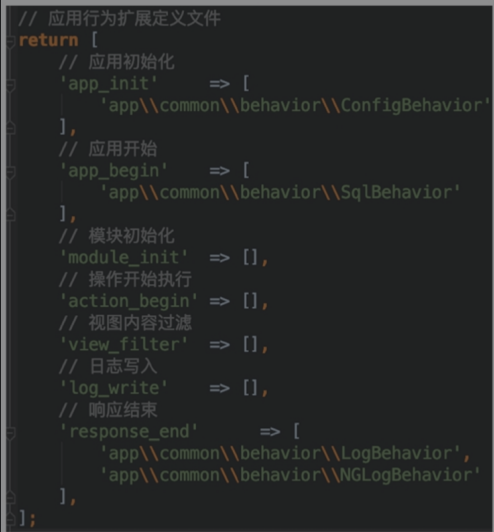 // 应用行为扩展定义文件
return [
    // 应用初始化
    'app_init'     => [
        'app\\common\\behavior\\ConfigBehavior'
    ],
    // 应用开始
    'app_begin'    => [
        'app\\common\\behavior\\SqlBehavior'
    ],
    // 模块初始化
    'module_init'  => [],
    // 操作开始执行
    'action_begin' => [],
    // 视图内容过滤
    'view_filter'  => [],
    // 日志写入
    'log_write'    => [],
    // 响应结束
    'response_end'      => [
        'app\\common\\behavior\\LogBehavior',
        'app\\common\\behavior\\NGLogBehavior'
    ],
];